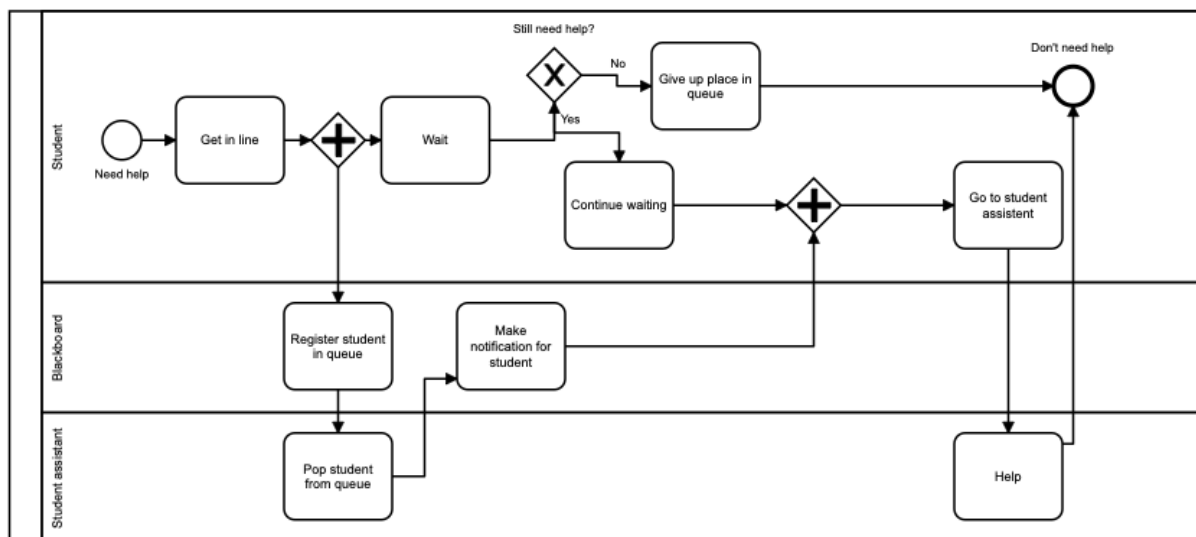 Still need help?
Don't need help
No
Give up place in
queue
Student
Get in line
Wait
Yes
Need help
Continue waiting
Go to student
assistent
Blackboard
Register student
in queue
Make
notification for
student
Student assistant
Pop student
from queue
Help